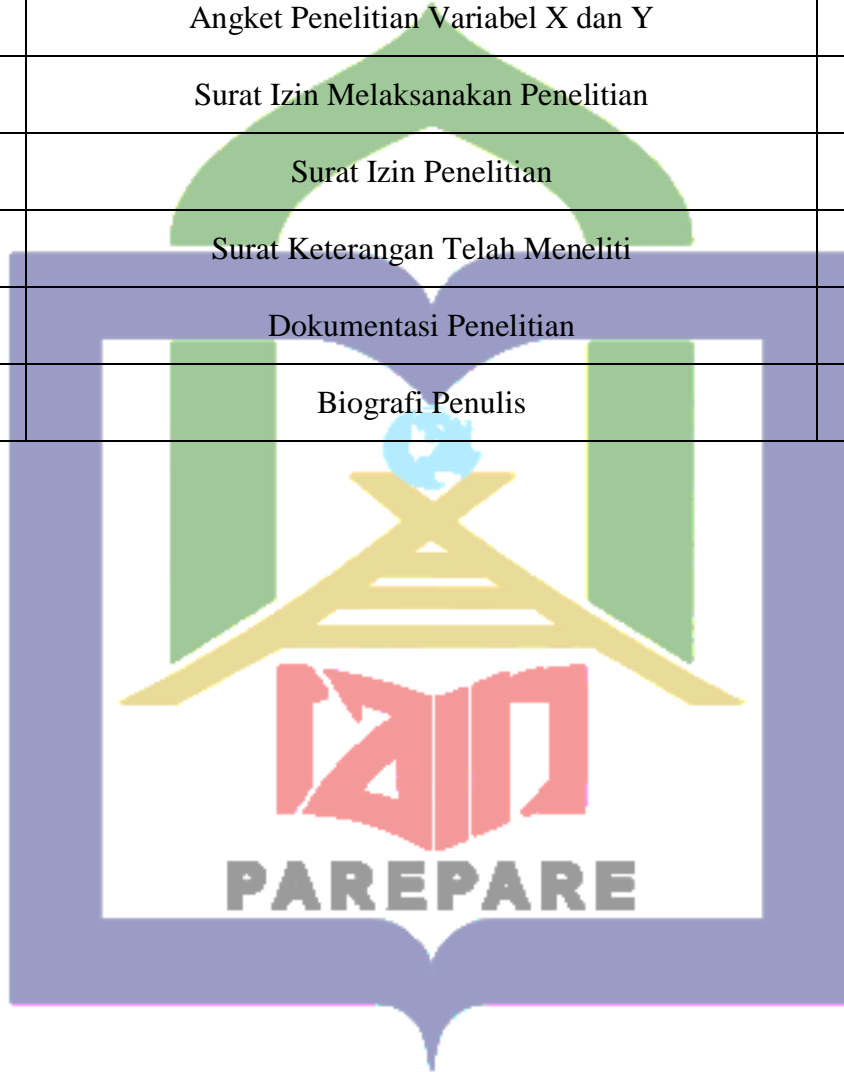 Angket Penelitian Variabel X dan Y
Surat Izin Melaksanakan Penelitian
Surat Izin Penelitian
Surat Keterangan Telah Meneliti
Dokumentasi Penelitian
Biografi Penulis
iain
PAREPARE